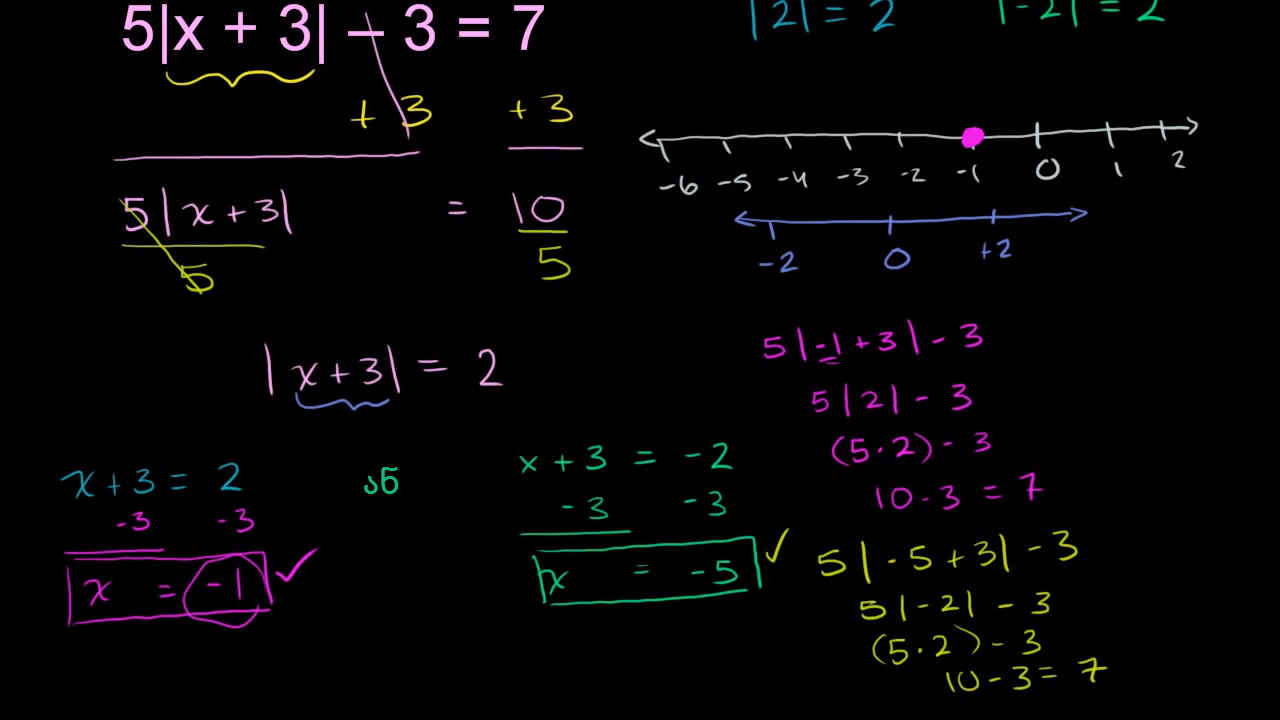 5|x + 3| − 3 = 7
+ 3 + 3
5|x+3| = 10
5 5
|x+3| = 2
x+3 = 2
-3 -3
x = -1
ან
x+3 = -2
-3 -3
x = -5
|2| = 2
|-2| = 2
-6 -5 -4 -3 -2 -1 0 1 2
-2 0 +2
5|-1+3|-3
5|2|-3
(5·2)-3
10-3=7
5|-5+3|-3
5|-2|-3
(5·2)-3
10-3=7